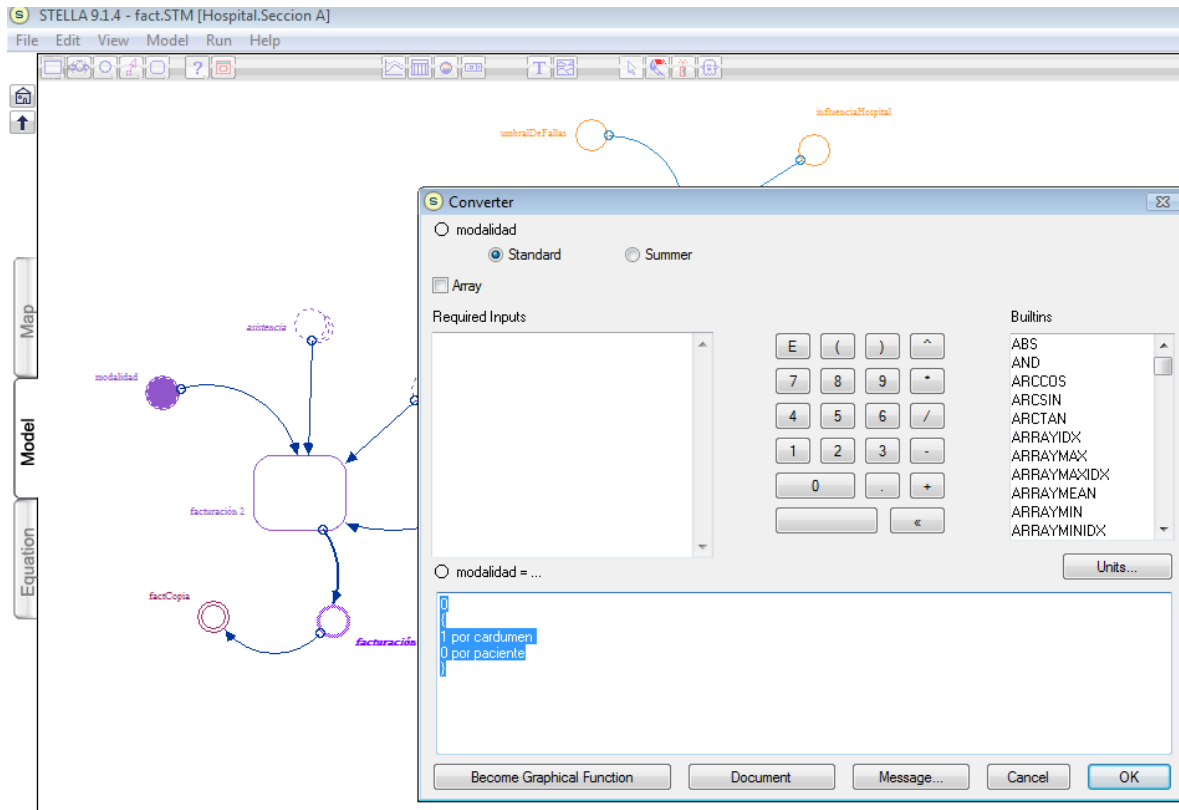 STELLA 9.1.4 - fact.STM [Hospital.Seccion A]
File Edit View Model Run Help
T
?
umbralDeFallas
influenciaHospital
Map
Model
Equation
asistencia
modalidad
facturación 2
factCopia
facturación
S Converter
modalidad
Standard Summer
Array
Required Inputs
E ( ) ^
7 8 9 *
4 5 6 /
1 2 3 -
0 . +
«
Builtins
ABS
AND
ARCCOS
ARCSIN
ARCTAN
ARRAYIDX
ARRAYMAX
ARRAYMAXIDX
ARRAYMEAN
ARRAYMIN
ARRAYMINIDX
Units...
modalidad = ...
0
{
1 por cardumen
0 por paciente
}
Become Graphical Function Document Message... Cancel OK